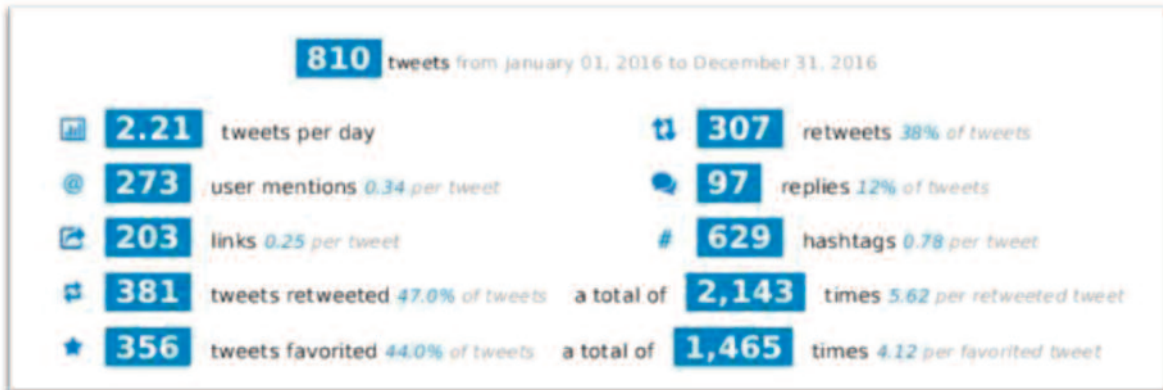 810 tweets from January 01, 2016 to December 31, 2016
2.21 tweets per day
307 retweets 38% of tweets
@ 273 user mentions 0.34 per tweet
97 replies 12% of tweets
203 links 0.25 per tweet
# 629 hashtags 0.78 per tweet
381 tweets retweeted 47.0% of tweets a total of 2,143 times 5.62 per retweeted tweet
356 tweets favorited 44.0% of tweets a total of 1,465 times 4.12 per favorited tweet